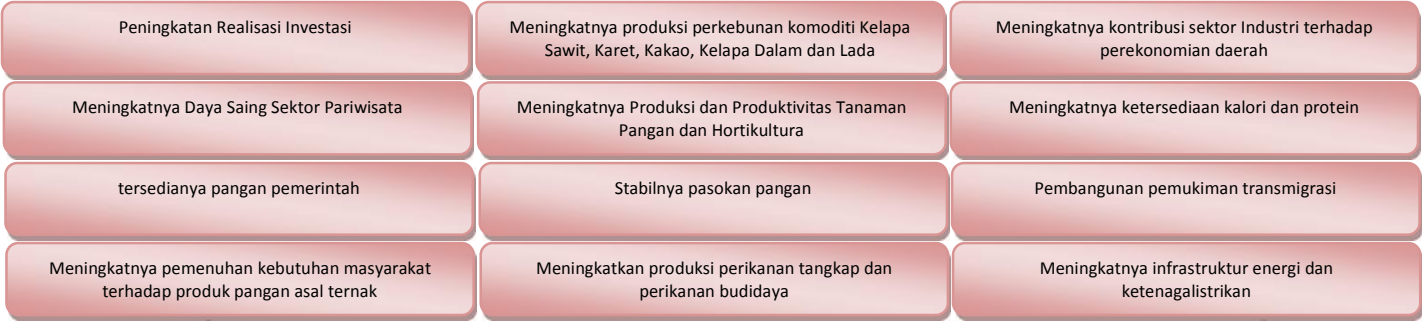 Peningkatan Realisasi Investasi
Meningkatnya produksi perkebunan komoditi Kelapa
Sawit, Karet, Kakao, Kelapa Dalam dan Lada
Meningkatnya kontribusi sektor Industri terhadap
perekonomian daerah
Meningkatnya Daya Saing Sektor Pariwisata
Meningkatnya Produksi dan Produktivitas Tanaman
Pangan dan Hortikultura
Meningkatnya ketersediaan kalori dan protein
tersedianya pangan pemerintah
Stabilnya pasokan pangan
Pembangunan pemukiman transmigrasi
Meningkatnya pemenuhan kebutuhan masyarakat
terhadap produk pangan asal ternak
Meningkatkan produksi perikanan tangkap dan
perikanan budidaya
Meningkatnya infrastruktur energi dan
ketenagalistrikan